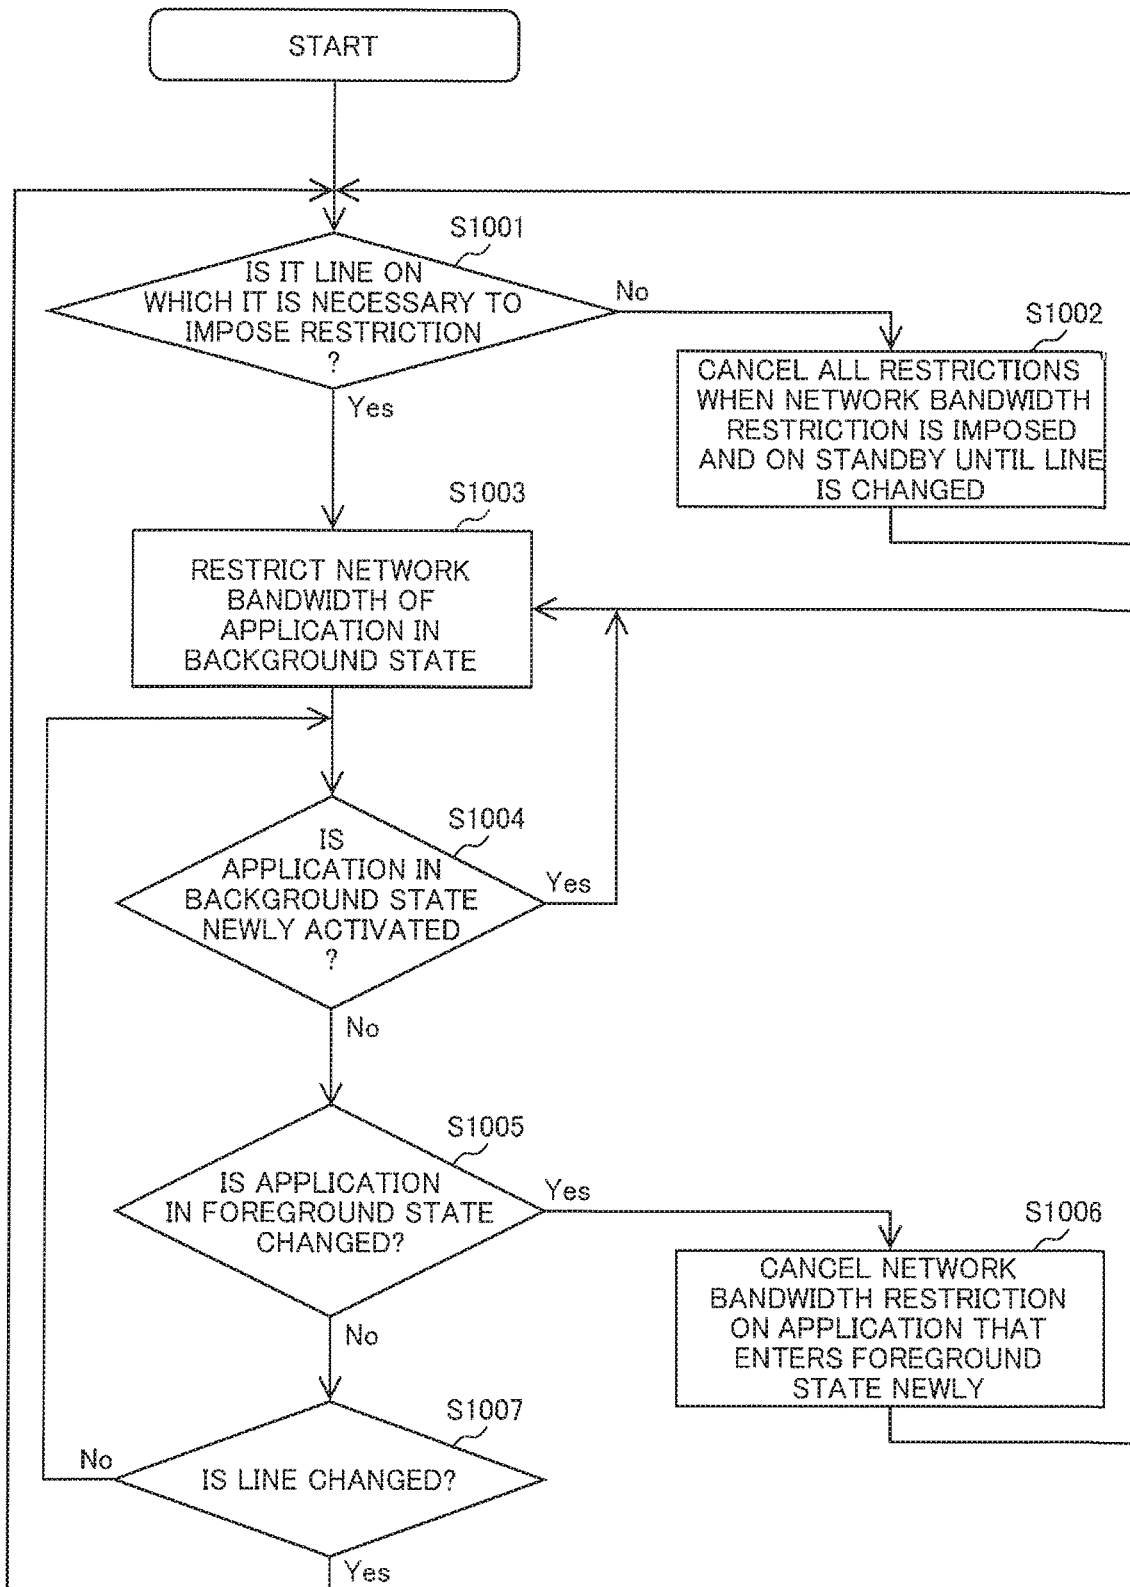 START
S1001
IS IT LINE ON
WHICH IT IS NECESSARY TO
IMPOSE RESTRICTION
?
No
Yes
S1002
CANCEL ALL RESTRICTIONS
WHEN NETWORK BANDWIDTH
RESTRICTION IS IMPOSED
AND ON STANDBY UNTIL LINE
IS CHANGED
S1003
RESTRICT NETWORK
BANDWIDTH OF
APPLICATION IN
BACKGROUND STATE
S1004
IS
APPLICATION IN
BACKGROUND STATE
NEWLY ACTIVATED
?
Yes
No
S1005
IS APPLICATION
IN FOREGROUND STATE
CHANGED?
Yes
No
S1006
CANCEL NETWORK
BANDWIDTH RESTRICTION
ON APPLICATION THAT
ENTERS FOREGROUND
STATE NEWLY
S1007
IS LINE CHANGED?
No
Yes